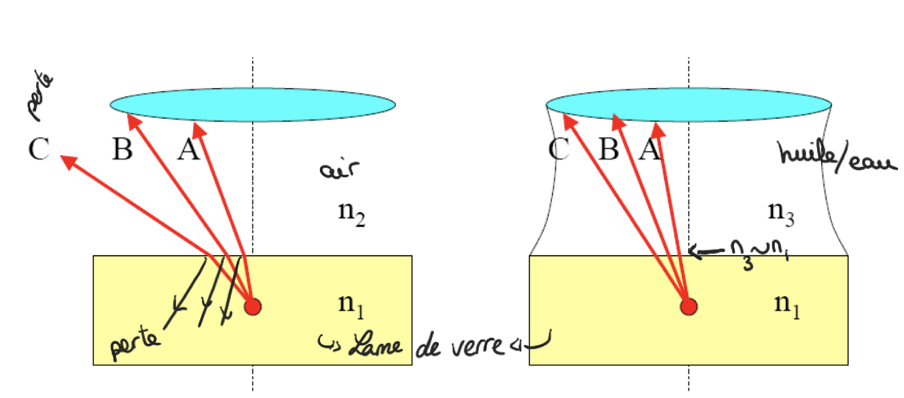 perte
C
B
A
air
n2
n1
perte
Lame de verre
C
B
A
huile/eau
n3
n3~n1
n1